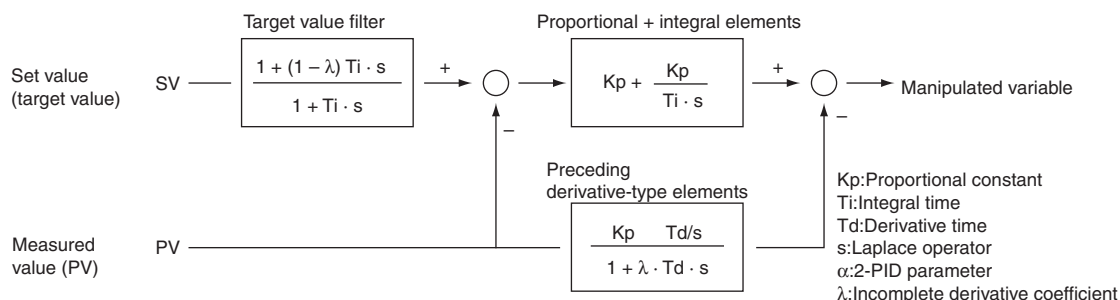 Target value filter
Proportional + integral elements
Set value
(target value)
SV
1 + (1 – λ) Ti · s
1 + Ti · s
+
–
Kp +
Kp
Ti · s
+
–
Manipulated variable
Preceding
derivative-type elements
Measured
value (PV)
PV
Kp Td/s
1 + λ · Td · s
Kp:Proportional constant
Ti:Integral time
Td:Derivative time
s:Laplace operator
α:2-PID parameter
λ:Incomplete derivative coefficient